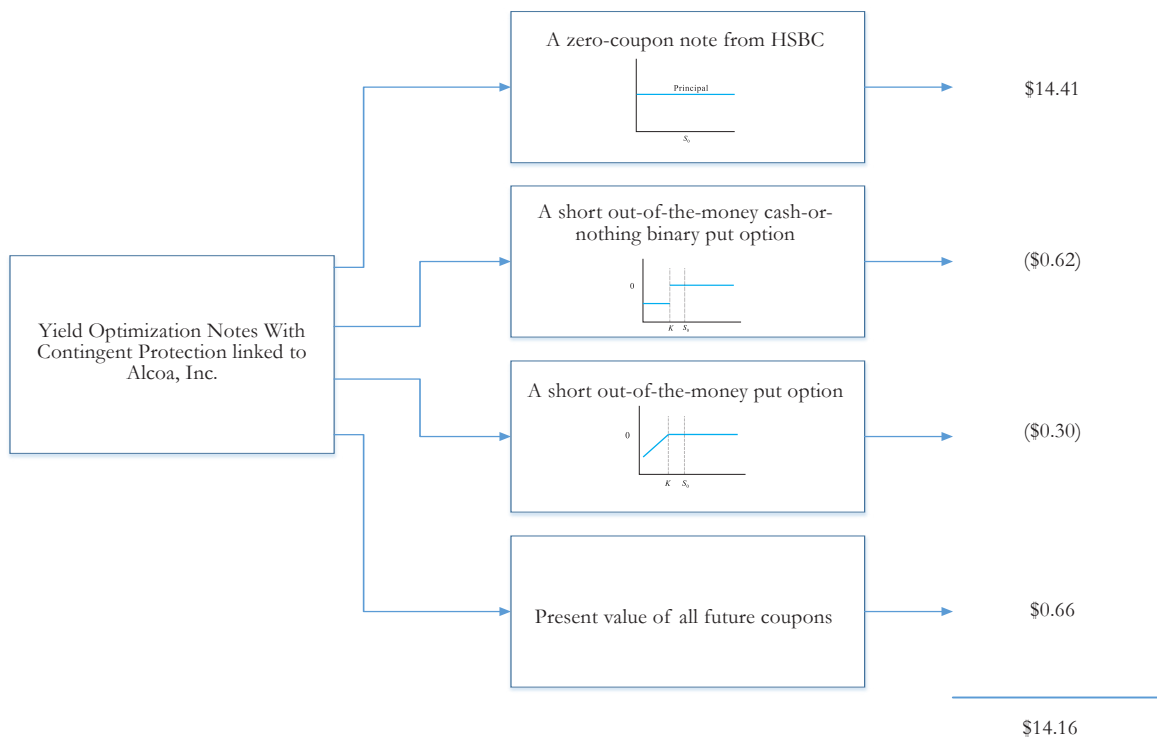 Yield Optimization Notes With
Contingent Protection linked to
Alcoa, Inc.
A zero-coupon note from HSBC
Principal
S₀
$14.41
A short out-of-the-money cash-or-
nothing binary put option
0
K S₀
($0.62)
A short out-of-the-money put option
0
K S₀
($0.30)
Present value of all future coupons
$0.66
$14.16